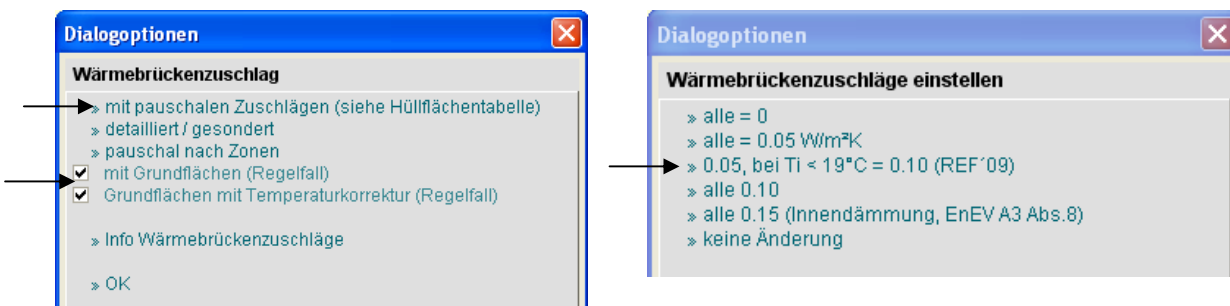 Dialogoptionen
Wärmebrückenzuschlag
» mit pauschalen Zuschlägen (siehe Hüllflächentabelle)
» detailliert / gesondert
» pauschal nach Zonen
mit Grundflächen (Regelfall)
Grundflächen mit Temperaturkorrektur (Regelfall)
» Info Wärmebrückenzuschläge
» OK
Dialogoptionen
Wärmebrückenzuschläge einstellen
» alle = 0
» alle = 0.05 W/m²K
» 0.05, bei Ti < 19°C = 0.10 (REF´09)
» alle 0.10
» alle 0.15 (Innendämmung, EnEV A3 Abs.8)
» keine Änderung